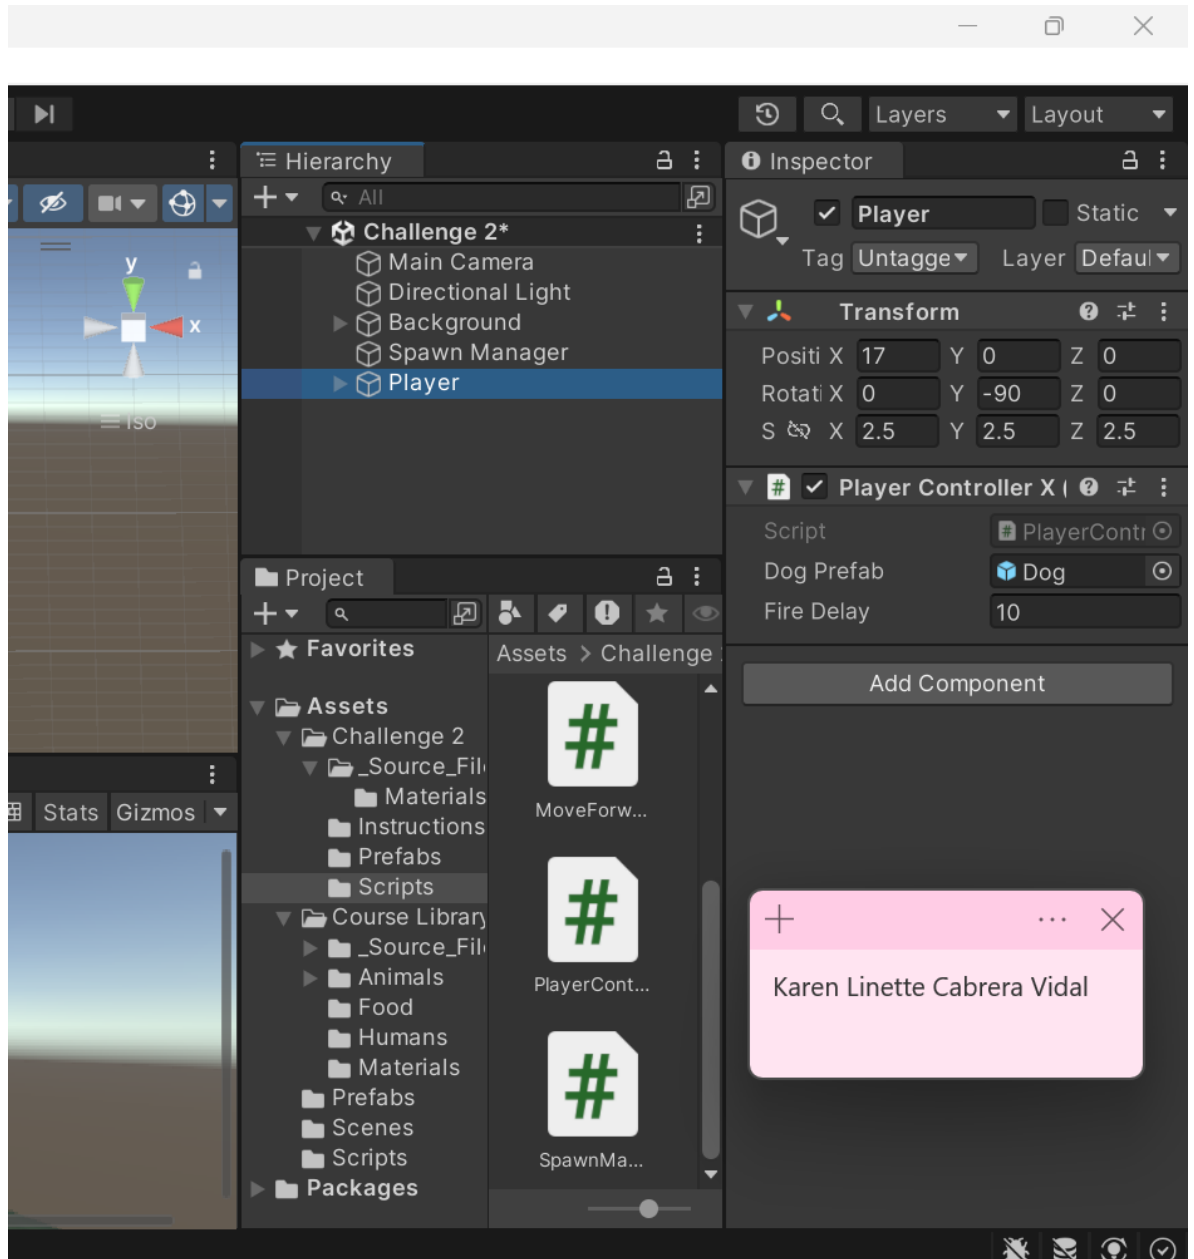 Layers
Layout
Hierarchy
Inspector
All
Player
Static
Challenge 2*
Tag Untagge Layer Defaul
Main Camera
Directional Light
Background
Spawn Manager
Player
y
x
Iso
Transform
Positi X 17 Y 0 Z 0
Rotati X 0 Y -90 Z 0
S X 2.5 Y 2.5 Z 2.5
# Player Controller X (
Script # PlayerContr
Dog Prefab Dog
Fire Delay 10
Add Component
Project
Favorites
Assets > Challenge
Assets
Challenge 2
_Source_Fil
Materials
Instructions
Prefabs
Scripts
Course Library
_Source_Fil
Animals
Food
Humans
Materials
Prefabs
Scenes
Scripts
Packages
#
MoveForw...
#
PlayerCont...
#
SpawnMa...
Stats Gizmos
Karen Linette Cabrera Vidal